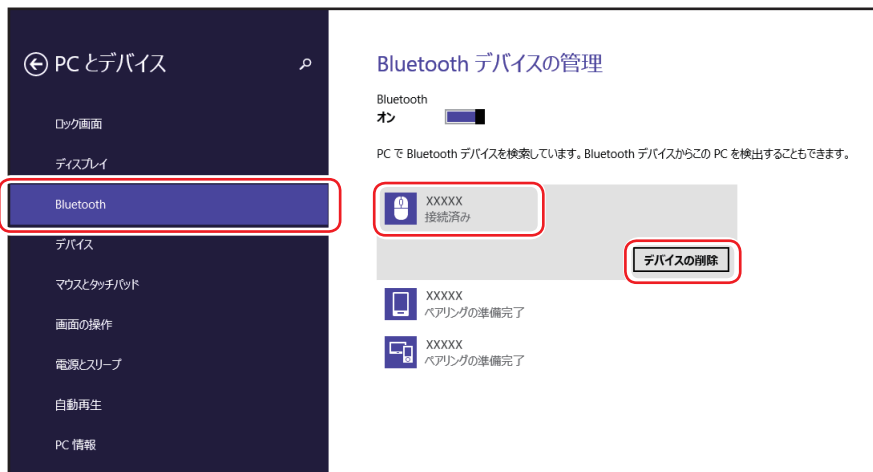 PC とデバイス
ロック画面
ディスプレイ
Bluetooth
デバイス
マウスとタッチパッド
画面の操作
電源とスリープ
自動再生
PC 情報
Bluetooth デバイスの管理
Bluetooth
オン
PC で Bluetooth デバイスを検索しています。Bluetooth デバイスからこの PC を検出することもできます。
XXXXX
接続済み
デバイスの削除
XXXXX
ペアリングの準備完了
XXXXX
ペアリングの準備完了